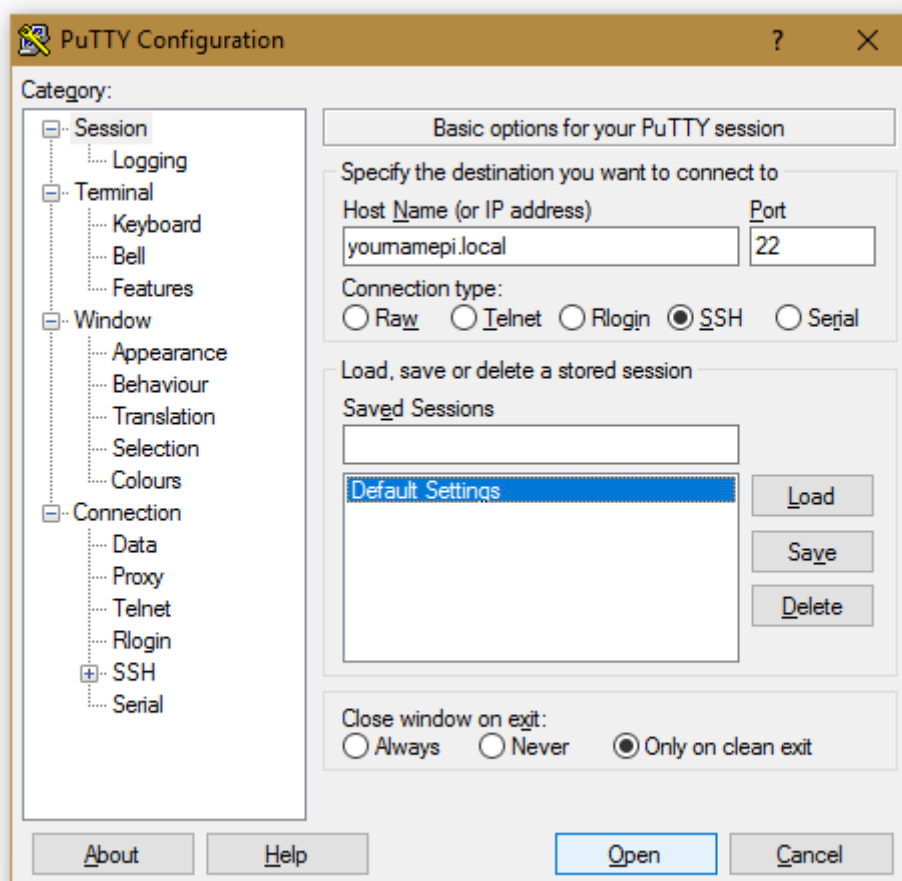 PuTTY Configuration
?
Category:
Session
Logging
Terminal
Keyboard
Bell
Features
Window
Appearance
Behaviour
Translation
Selection
Colours
Connection
Data
Proxy
Telnet
Rlogin
SSH
Serial
Basic options for your PuTTY session
Specify the destination you want to connect to
Host Name (or IP address) Port
yournamepi.local 22
Connection type:
Raw Telnet Rlogin SSH Serial
Load, save or delete a stored session
Saved Sessions
Default Settings
Load
Save
Delete
Close window on exit:
Always Never Only on clean exit
About Help Open Cancel